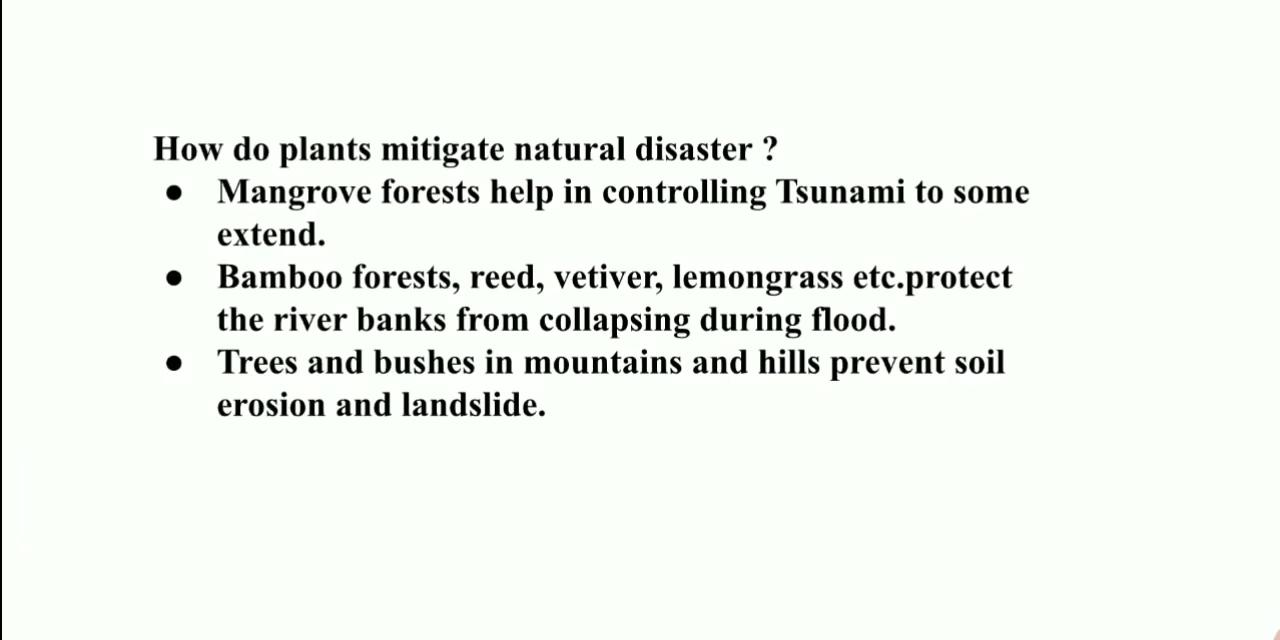 How do plants mitigate natural disaster ?
● Mangrove forests help in controlling Tsunami to some
extend.
● Bamboo forests, reed, vetiver, lemongrass etc.protect
the river banks from collapsing during flood.
● Trees and bushes in mountains and hills prevent soil
erosion and landslide.